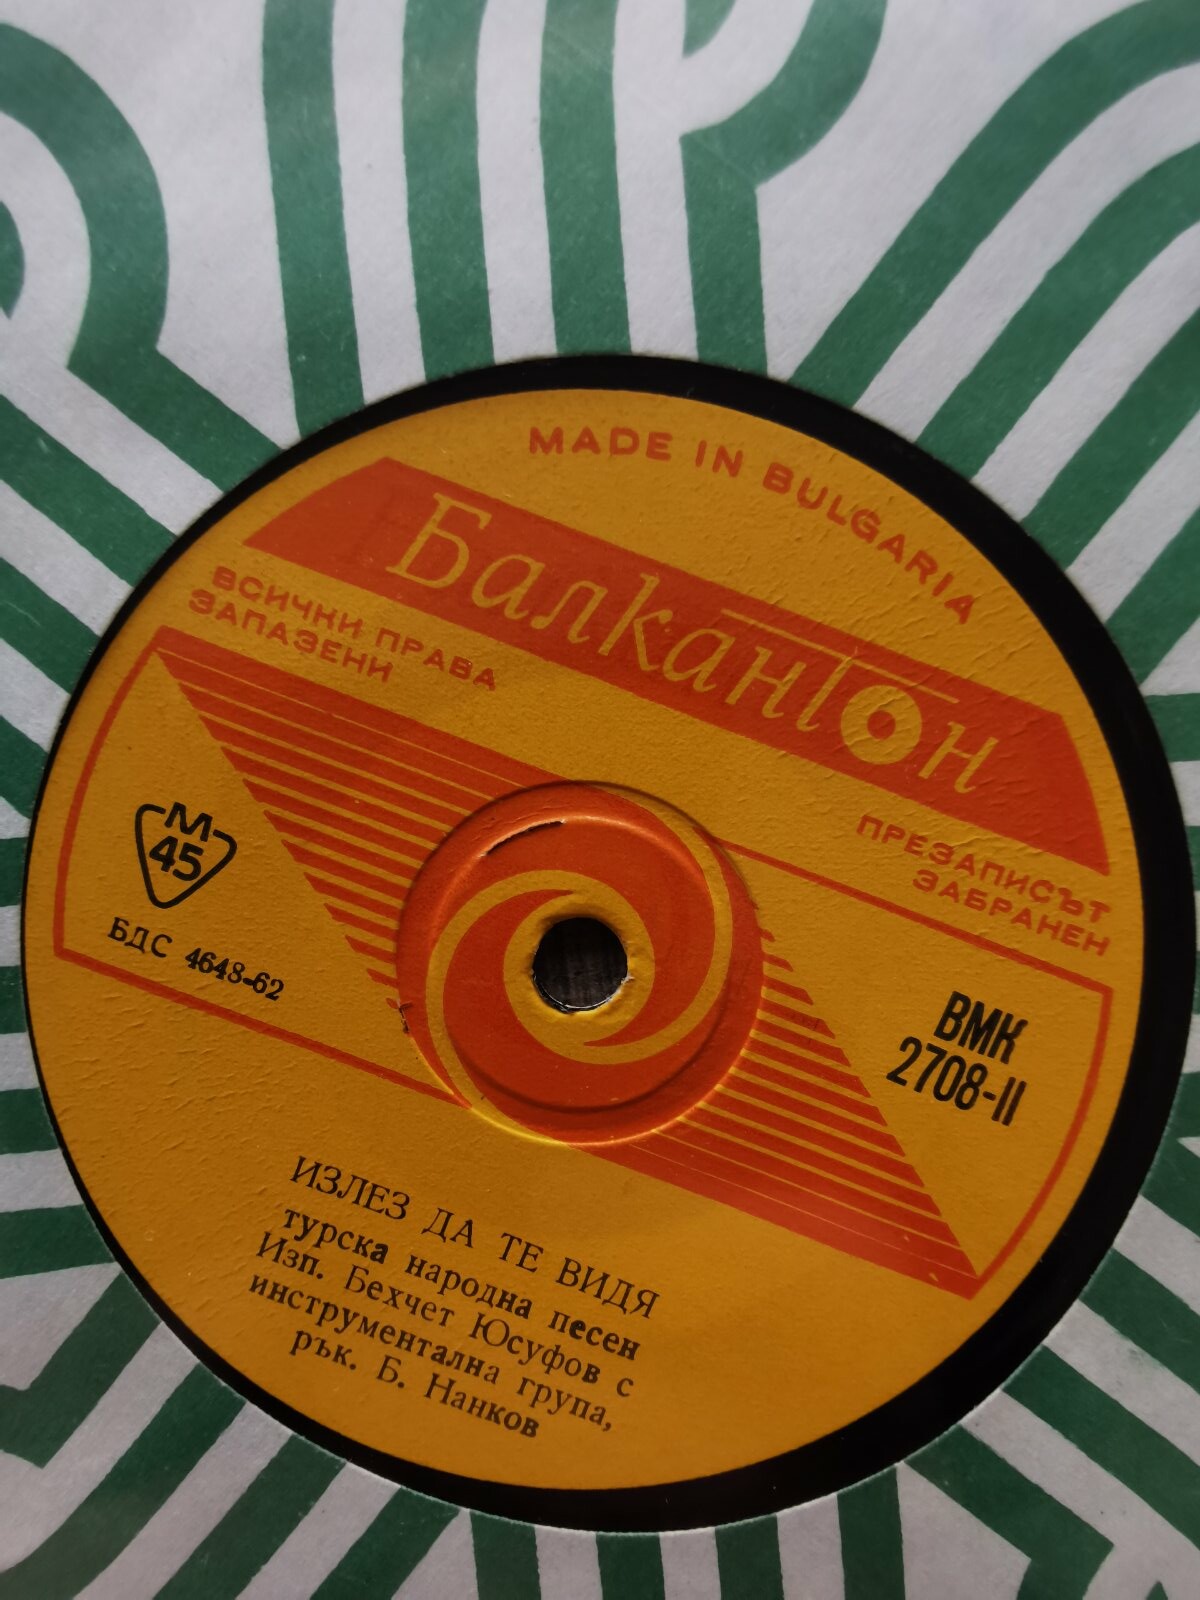 MADE IN BULGARIA
Балкантон
ВСИЧКИ ПРАВА
ЗАПАЗЕНИ
ПРЕЗАПИСЪТ
ЗАБРАНЕН
М
45
БДС 4648-62
ВМК
2708-II
ИЗЛЕЗ ДА ТЕ ВИДЯ
турска народна песен
Изп. Бехчет Юсуфов с
инструментална група,
рък. Б. Нанков